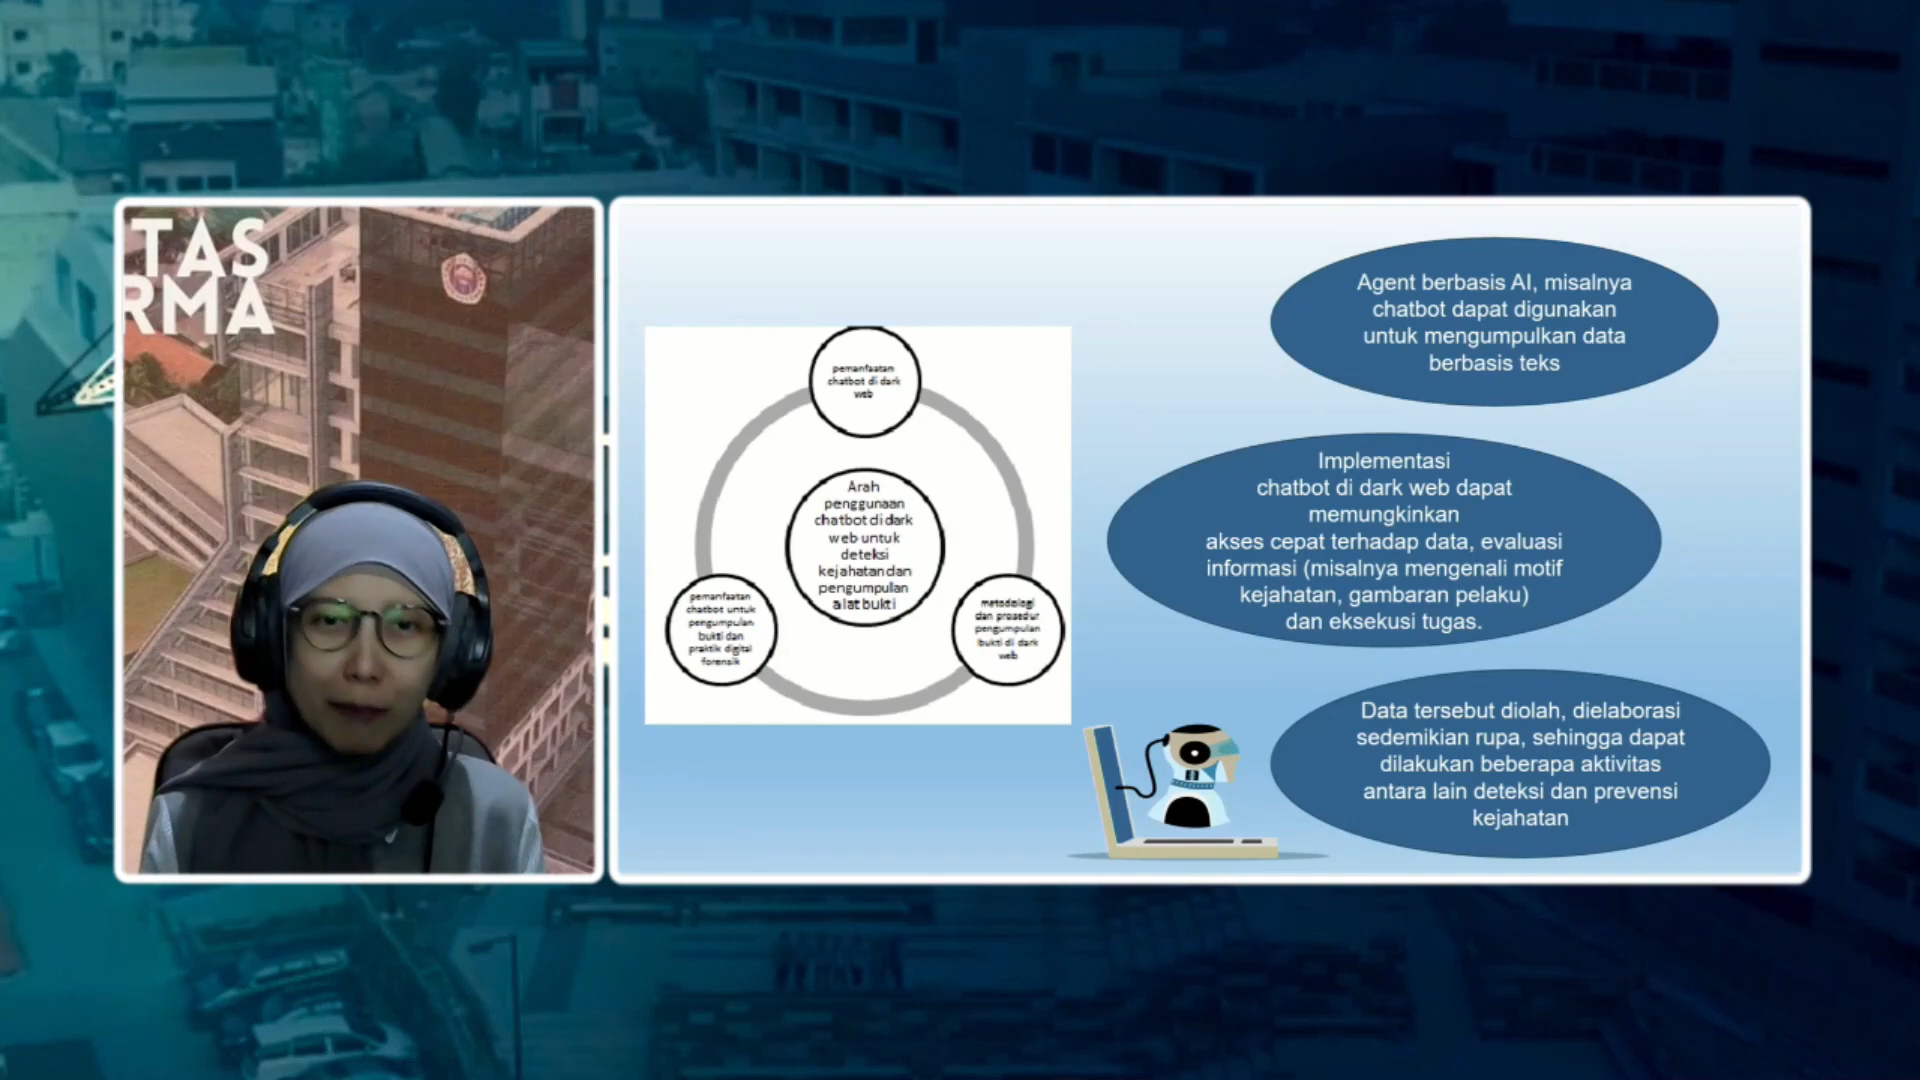 TAS
RMA
pemanfaatan
chatbot di dark
web
Arah
penggunaan
chatbot di dark
web untuk
deteksi
kejahatan dan
pengumpulan
alat bukti
pemanfaatan
chatbot untuk
pengumpulan
bukti dan
praktik digital
forensik
metodologi
dan prosedur
pengumpulan
bukti di dark
web
Agent berbasis AI, misalnya
chatbot dapat digunakan
untuk mengumpulkan data
berbasis teks
Implementasi
chatbot di dark web dapat
memungkinkan
akses cepat terhadap data, evaluasi
informasi (misalnya mengenali motif
kejahatan, gambaran pelaku)
dan eksekusi tugas.
Data tersebut diolah, dielaborasi
sedemikian rupa, sehingga dapat
dilakukan beberapa aktivitas
antara lain deteksi dan prevensi
kejahatan